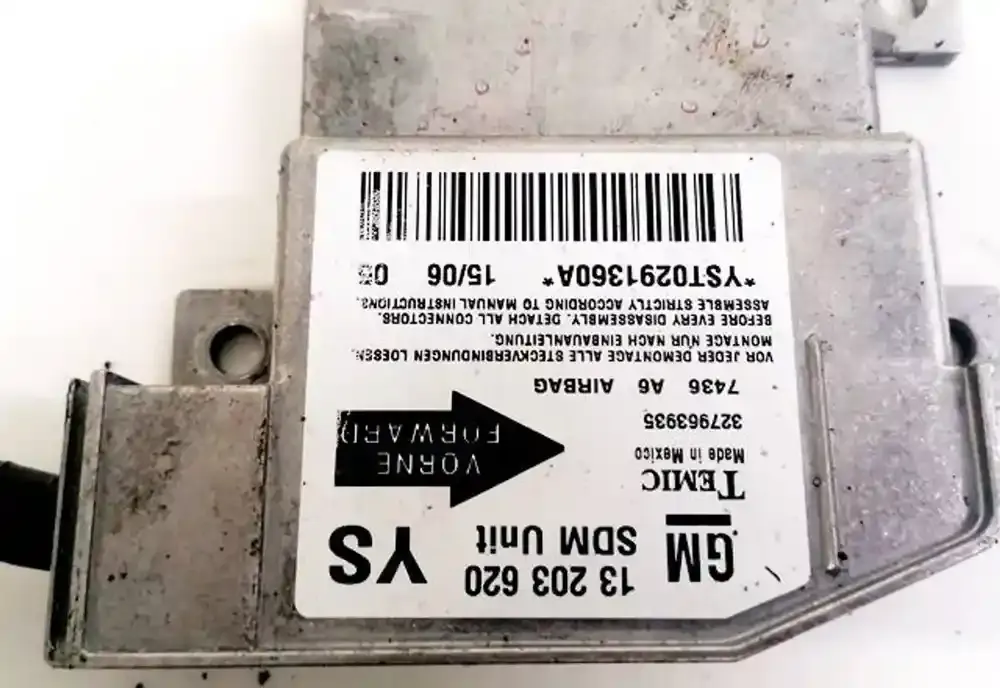 GM 13 203 620 YS
SDM Unit
TEMIC
Made in Mexico
VORNE
FORWARD
327963935
7436 A6 AIRBAG
VOR JEDER DEMONTAGE ALLE STECKVERBINDUNGEN LOESEN.
MONTAGE NUR NACH EINBAUANLEITUNG.
BEFORE EVERY DISASSEMBLY, DETACH ALL CONNECTORS.
ASSEMBLE STRICTLY ACCORDING TO MANUAL INSTRUCTIONS.
*YST0291360A* 15/06